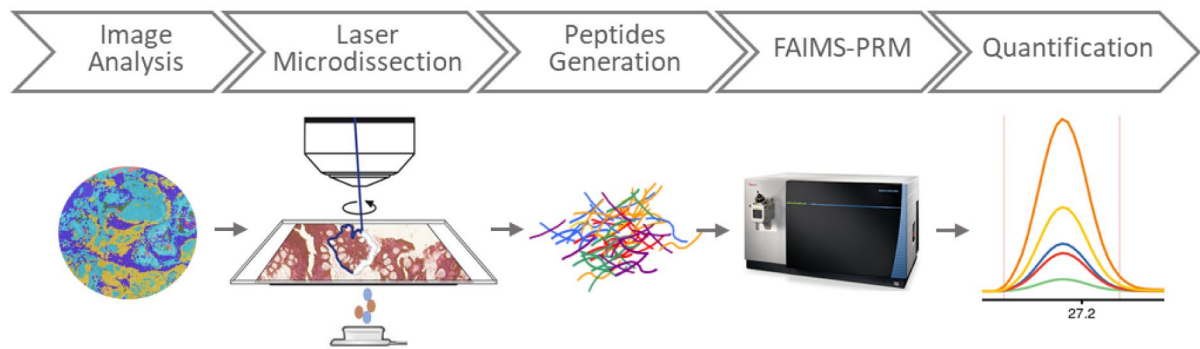 Image
Analysis
Laser
Microdissection
Peptides
Generation
FAIMS-PRM
Quantification
27.2